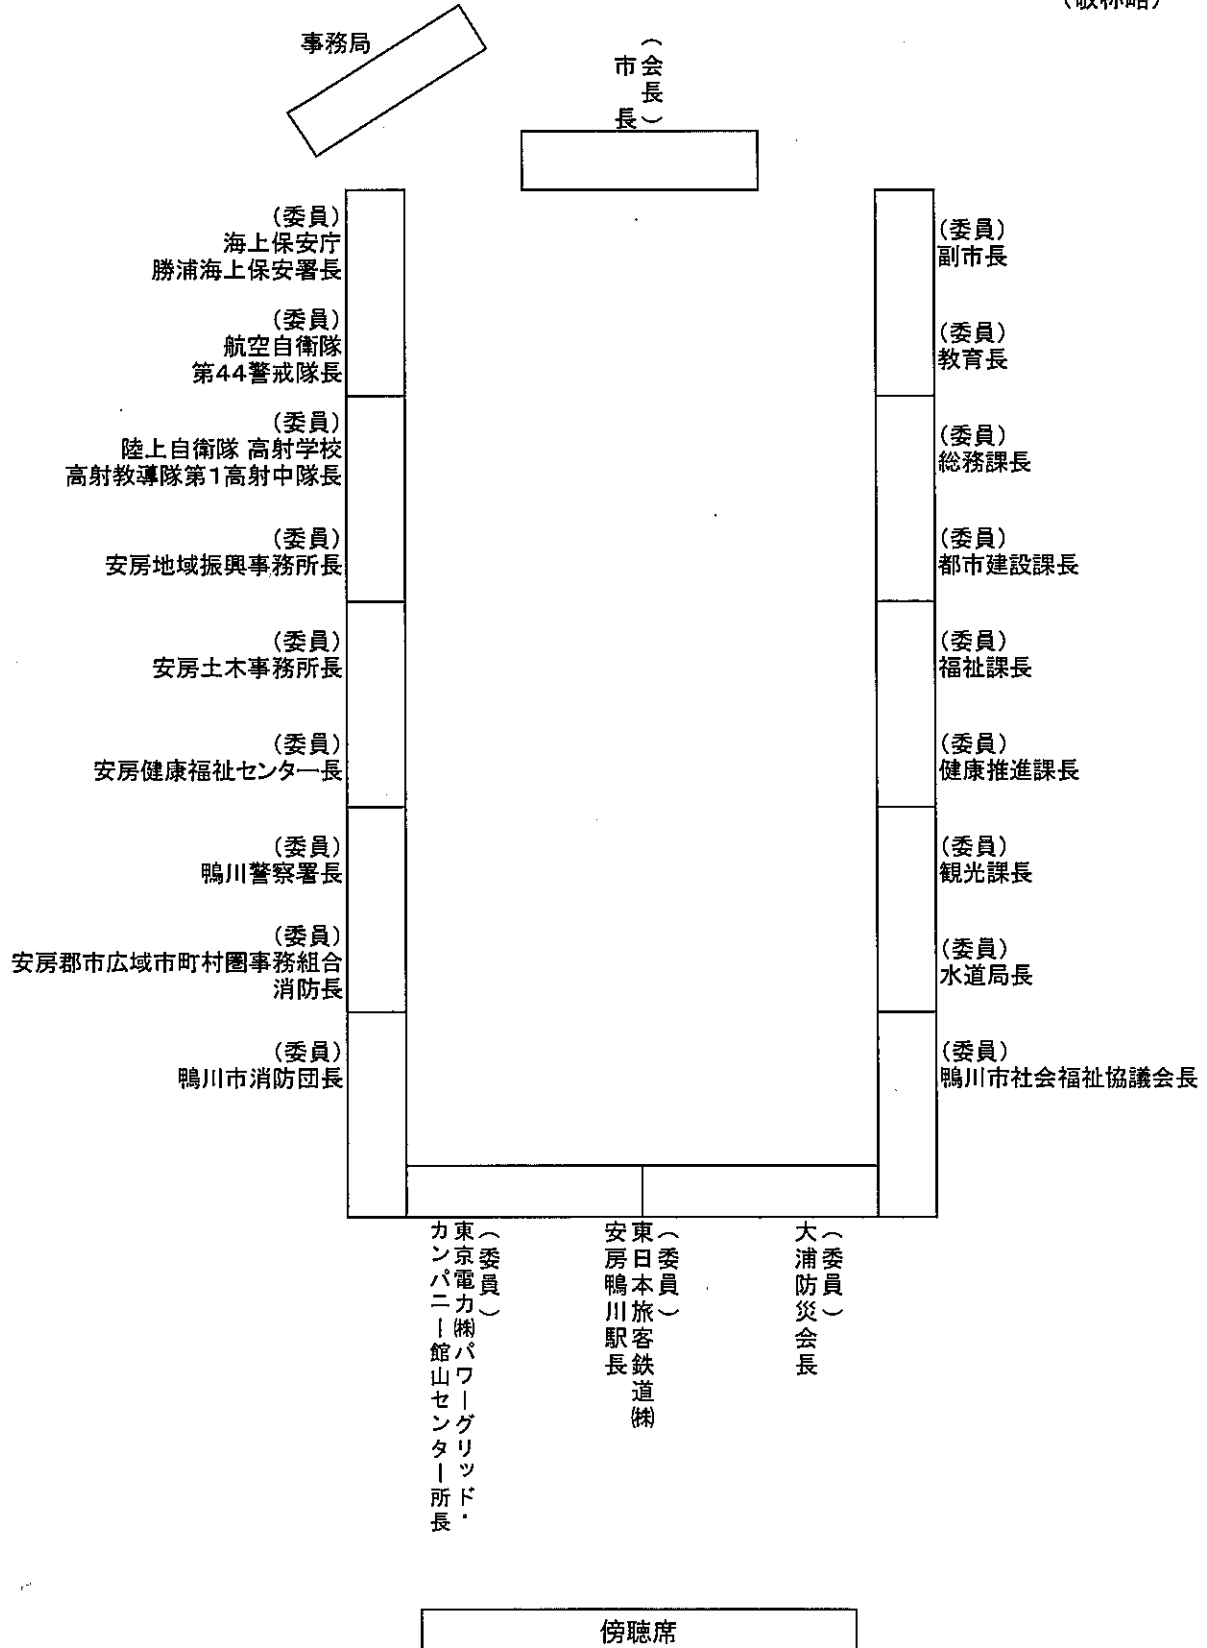 （敬称略）
事務局
（会長）
市長
（委員）
海上保安庁
勝浦海上保安署長
（委員）
航空自衛隊
第44警戒隊長
（委員）
陸上自衛隊 高射学校
高射教導隊第1高射中隊長
（委員）
安房地域振興事務所長
（委員）
安房土木事務所長
（委員）
安房健康福祉センター長
（委員）
鴨川警察署長
（委員）
安房郡市広域市町村圏事務組合
消防長
（委員）
鴨川市消防団長
（委員）
副市長
（委員）
教育長
（委員）
総務課長
（委員）
都市建設課長
（委員）
福祉課長
（委員）
健康推進課長
（委員）
観光課長
（委員）
水道局長
（委員）
鴨川市社会福祉協議会長
（委員）
大浦防災会長
（委員）
東日本旅客鉄道㈱
安房鴨川駅長
（委員）
東京電力㈱パワーグリッド・
カンパニー館山センター所長
傍聴席